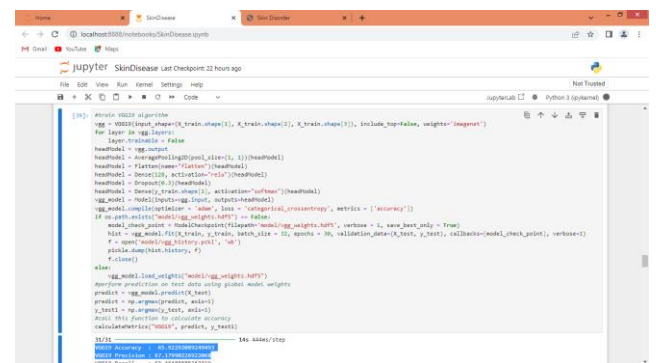 Home
SkinDisease
Skin Disorder
localhost:8888/notebooks/SkinDisease.ipynb
Gmail YouTube Maps
jupyter SkinDisease Last Checkpoint: 22 hours ago
File Edit View Run Kernel Settings Help
Not Trusted
Code
JupyterLab Python 3 (ipykernel)
#train VGG19 algorithm
vgg = VGG19(input_shape=(X_train.shape[1], X_train.shape[2], X_train.shape[3]), include_top=False, weights='imagenet')
for layer in vgg.layers:
layer.trainable = False
headModel = vgg.output
headModel = AveragePooling2D(pool_size=(1, 1))(headModel)
headModel = Flatten(name="flatten")(headModel)
headModel = Dense(128, activation="relu")(headModel)
headModel = Dropout(0.3)(headModel)
headModel = Dense(y_train.shape[1], activation="softmax")(headModel)
vgg_model = Model(inputs=vgg.input, outputs=headModel)
vgg_model.compile(optimizer = 'adam', loss = 'categorical_crossentropy', metrics = ['accuracy'])
if os.path.exists("model/vgg_weights.hdf5") == False:
model_check_point = ModelCheckpoint(filepath='model/vgg_weights.hdf5', verbose = 1, save_best_only = True)
hist = vgg_model.fit(X_train, y_train, batch_size = 32, epochs = 30, validation_data=(X_test, y_test), callbacks=[model_check_point], verbose=1)
f = open('model/vgg_history.pckl', 'wb')
pickle.dump(hist.history, f)
f.close()
else:
vgg_model.load_weights("model/vgg_weights.hdf5")
#perform prediction on test data using global model weights
predict = vgg_model.predict(X_test)
predict = np.argmax(predict, axis=1)
y_test1 = np.argmax(y_test, axis=1)
#call this function to calculate accuracy
calculateMetrics("VGG19", predict, y_test1)
31/31 14s 444ms/step
VGG19 Accuracy :
VGG19 Precision :